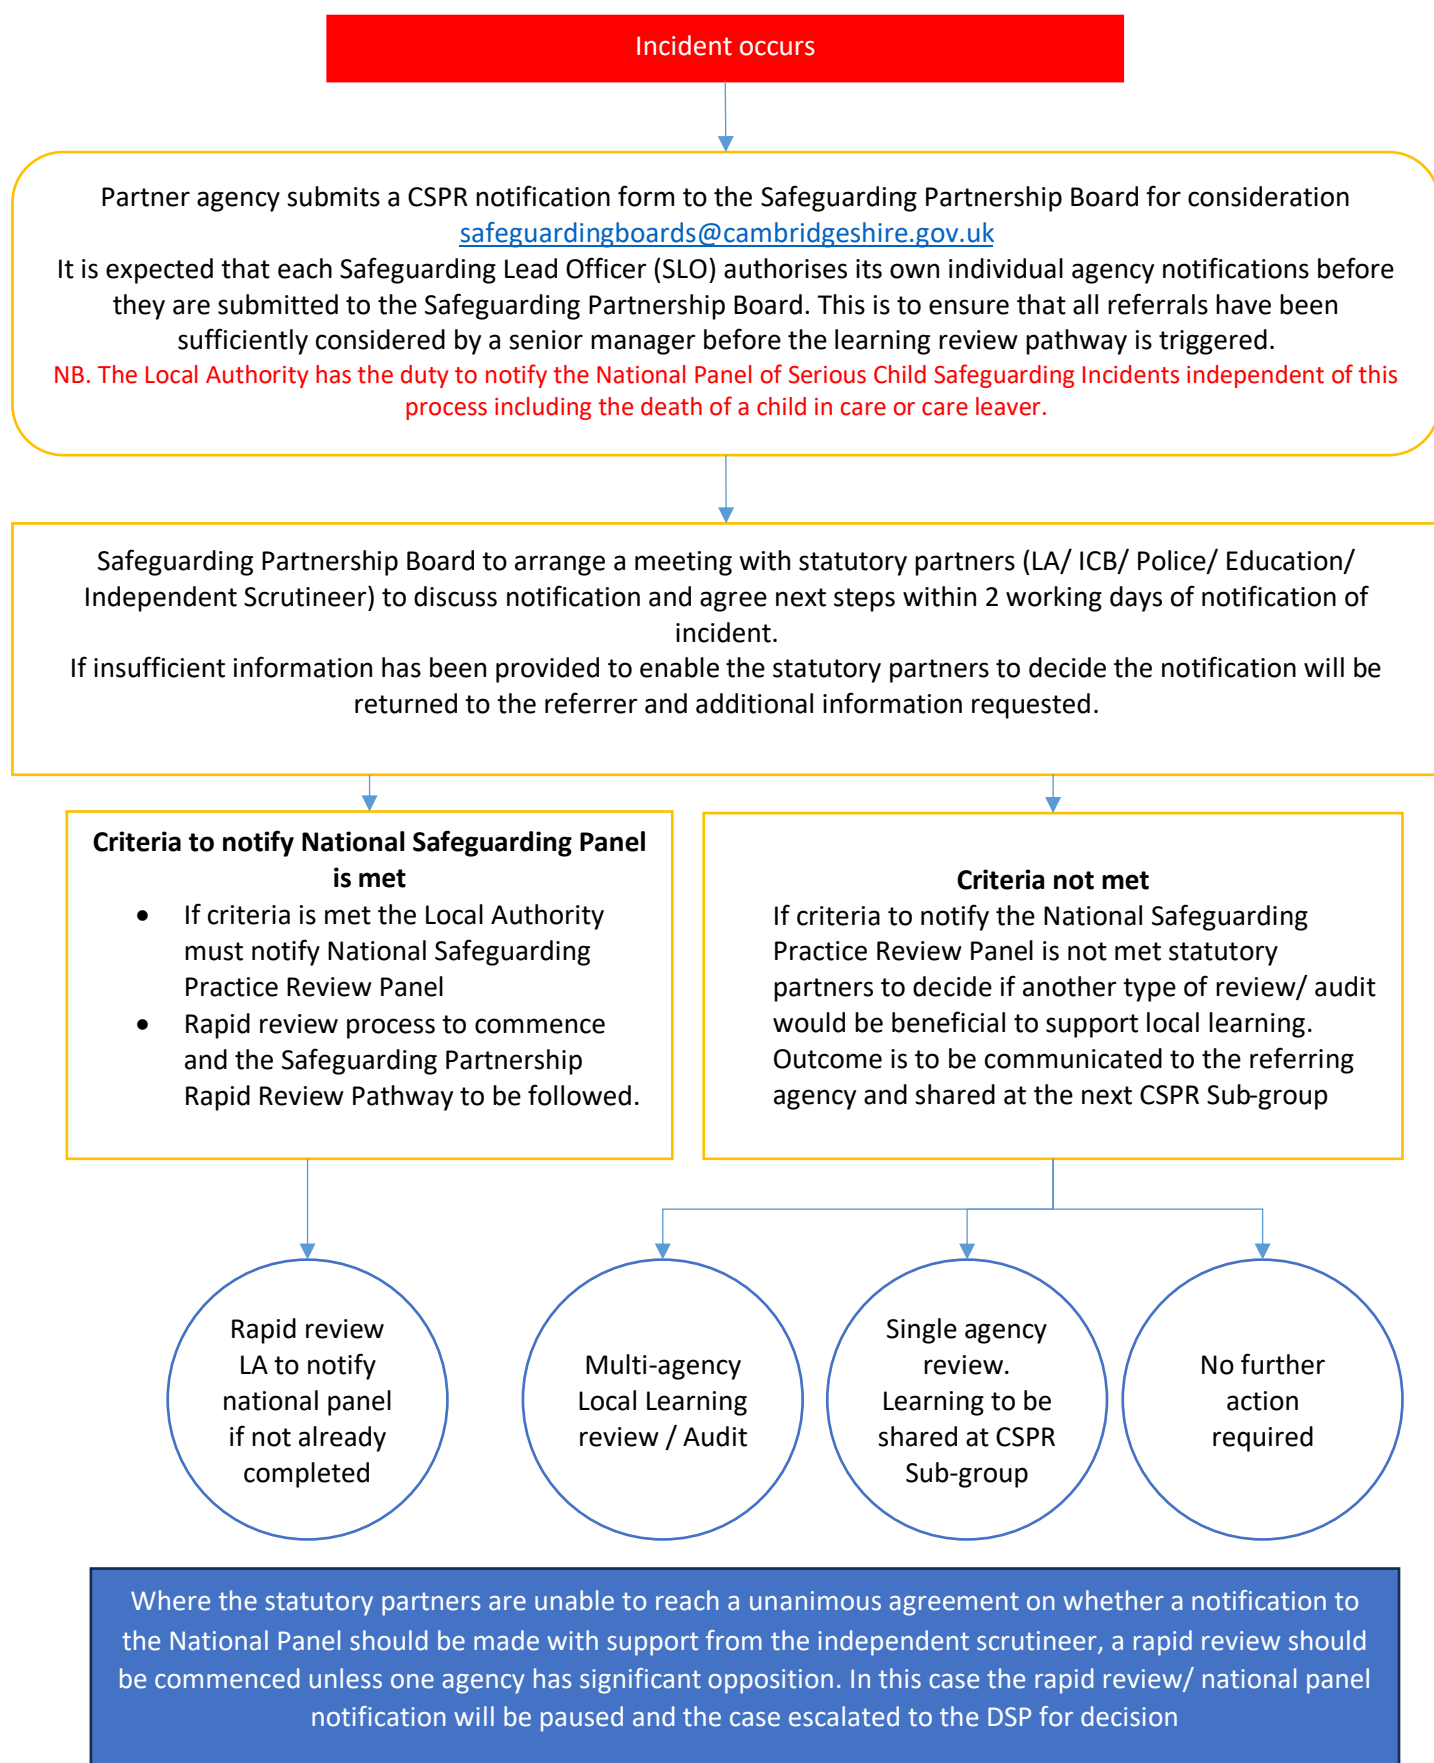 Incident occurs
Partner agency submits a CSPR notification form to the Safeguarding Partnership Board for consideration
safeguardingboards@cambridgeshire.gov.uk
It is expected that each Safeguarding Lead Officer (SLO) authorises its own individual agency notifications before
they are submitted to the Safeguarding Partnership Board. This is to ensure that all referrals have been
sufficiently considered by a senior manager before the learning review pathway is triggered.
NB. The Local Authority has the duty to notify the National Panel of Serious Child Safeguarding Incidents independent of this
process including the death of a child in care or care leaver.
Safeguarding Partnership Board to arrange a meeting with statutory partners (LA/ ICB/ Police/ Education/
Independent Scrutineer) to discuss notification and agree next steps within 2 working days of notification of
incident.
If insufficient information has been provided to enable the statutory partners to decide the notification will be
returned to the referrer and additional information requested.
Criteria to notify National Safeguarding Panel
is met
• If criteria is met the Local Authority
must notify National Safeguarding
Practice Review Panel
• Rapid review process to commence
and the Safeguarding Partnership
Rapid Review Pathway to be followed.
Criteria not met
If criteria to notify the National Safeguarding
Practice Review Panel is not met statutory
partners to decide if another type of review/ audit
would be beneficial to support local learning.
Outcome is to be communicated to the referring
agency and shared at the next CSPR Sub-group
Rapid review
LA to notify
national panel
if not already
completed
Multi-agency
Local Learning
review / Audit
Single agency
review.
Learning to be
shared at CSPR
Sub-group
No further
action
required
Where the statutory partners are unable to reach a unanimous agreement on whether a notification to
the National Panel should be made with support from the independent scrutineer, a rapid review should
be commenced unless one agency has significant opposition. In this case the rapid review/ national panel
notification will be paused and the case escalated to the DSP for decision